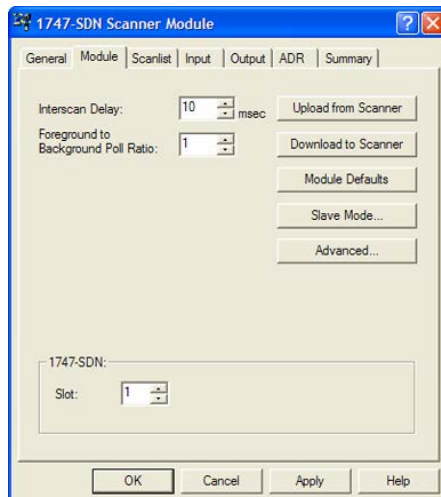 1747-SDN Scanner Module
General Module Scanlist Input Output ADR Summary
Interscan Delay: 10 msec Upload from Scanner
Foreground to
Background Poll Ratio: 1 Download to Scanner
Module Defaults
Slave Mode...
Advanced...
1747-SDN:
Slot: 1
OK Cancel Apply Help